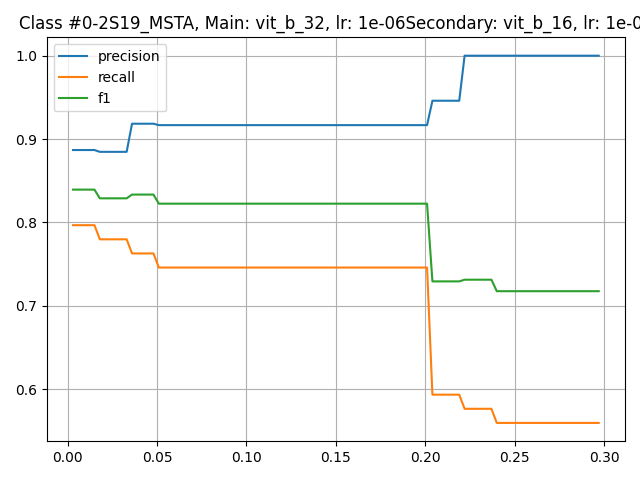 Class #0-2S19_MSTA, Main: vit_b_32, lr: 1e-06Secondary: vit_b_16, lr: 1e-0
precision
recall
f1
1.0
0.9
0.8
0.7
0.6
0.00 0.05 0.10 0.15 0.20 0.25 0.30